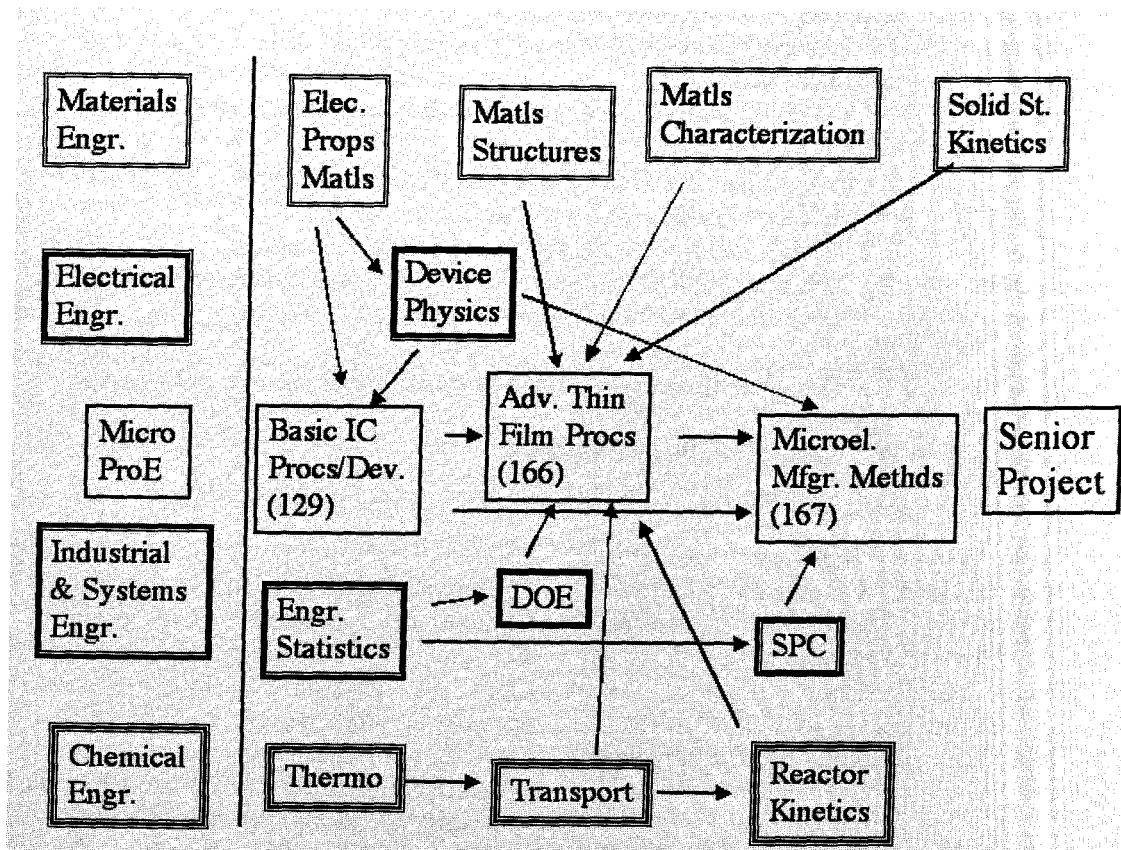 Materials
Engr.
Elec.
Props
Matls
Matls
Structures
Matls
Characterization
Solid St.
Kinetics
Electrical
Engr.
Device
Physics
Micro
ProE
Basic IC
Procs/Dev.
(129)
Adv. Thin
Film Procs
(166)
Microel.
Mfgr. Methds
(167)
Senior
Project
Industrial
& Systems
Engr.
Engr.
Statistics
DOE
SPC
Chemical
Engr.
Thermo
Transport
Reactor
Kinetics